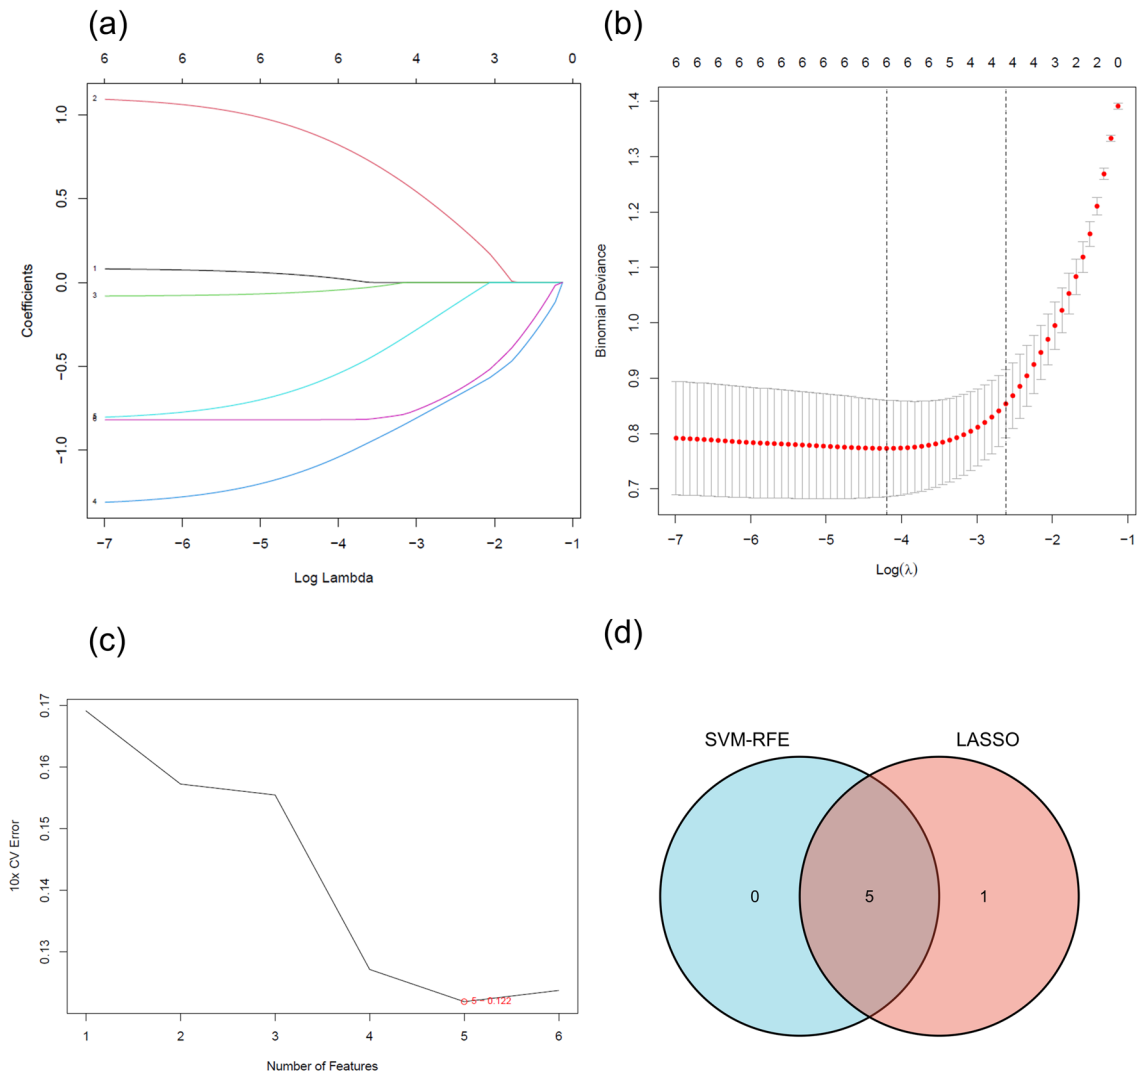 (a)
6 6 6 5 4 3 0
Coefficients
1.0
0.5
0.0
−0.5
−1.0
2
1
3
4
−7 −6 −5 −4 −3 −2 −1
Log Lambda
(b)
6 6 6 6 6 6 6 6 6 6 6 6 6 5 4 4 4 4 3 2 2 0
Binomial Deviance
1.4
1.3
1.2
1.1
1.0
0.9
0.8
0.7
−7 −6 −5 −4 −3 −2 −1
Log(λ)
(c)
10x CV Error
0.17
0.16
0.15
0.14
0.13
5 − 0.122
1 2 3 4 5 6
Number of Features
(d)
SVM-RFE LASSO
0 5 1